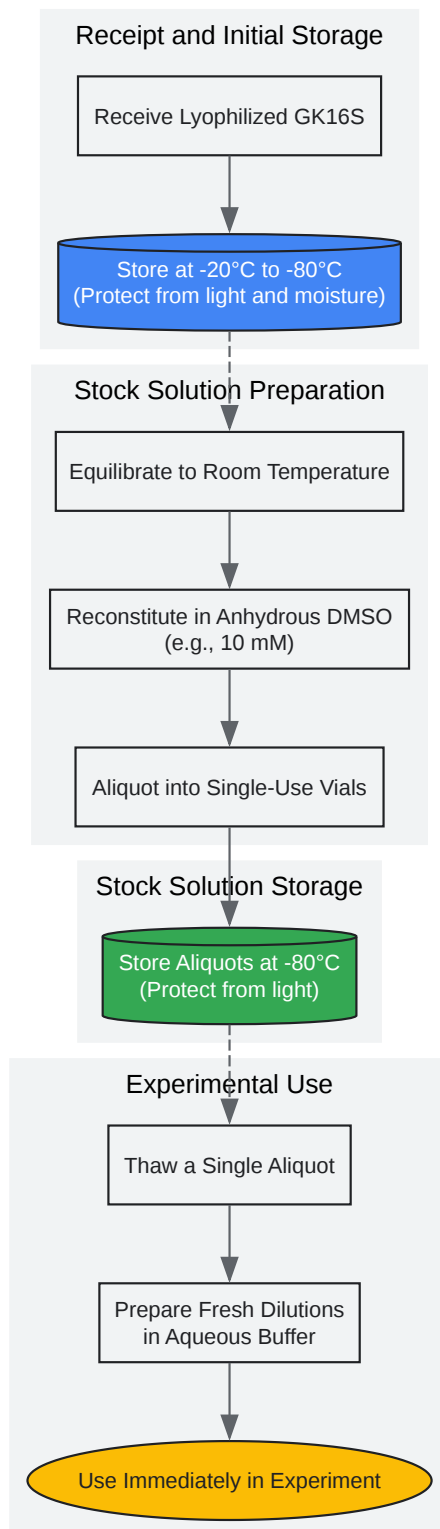 Receipt and Initial Storage
Receive Lyophilized GK16S
Store at -20°C to -80°C
(Protect from light and moisture)
Stock Solution Preparation
Equilibrate to Room Temperature
Reconstitute in Anhydrous DMSO
(e.g., 10 mM)
Aliquot into Single-Use Vials
Stock Solution Storage
Store Aliquots at -80°C
(Protect from light)
Experimental Use
Thaw a Single Aliquot
Prepare Fresh Dilutions
in Aqueous Buffer
Use Immediately in Experiment